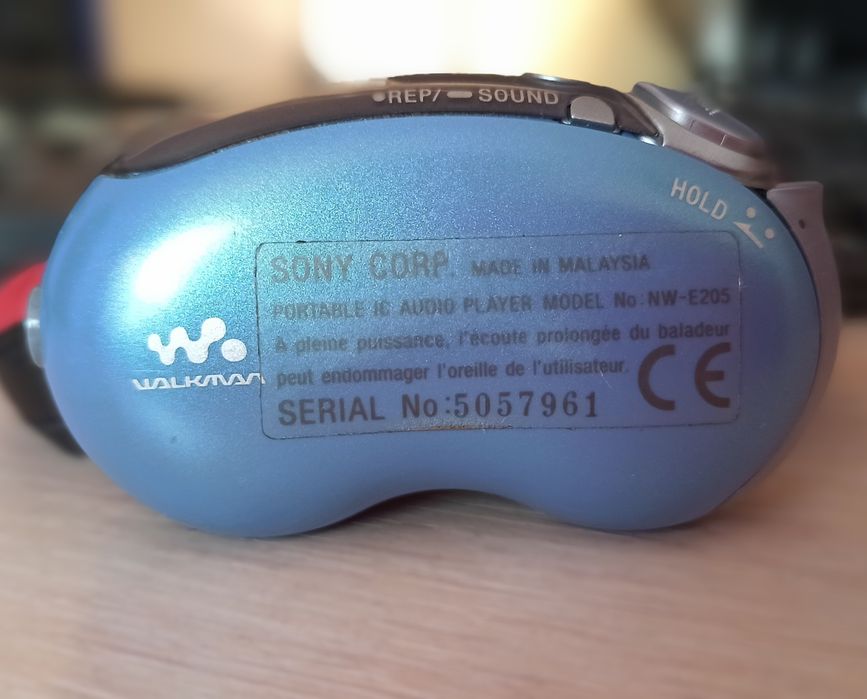 •REP/ — SOUND
HOLD
SONY CORP. MADE IN MALAYSIA
PORTABLE IC AUDIO PLAYER MODEL No:NW-E205
À pleine puissance, l'écoute prolongée du baladeur
peut endommager l'oreille de l'utilisateur.
CE
SERIAL No:5057961
WALKMAN